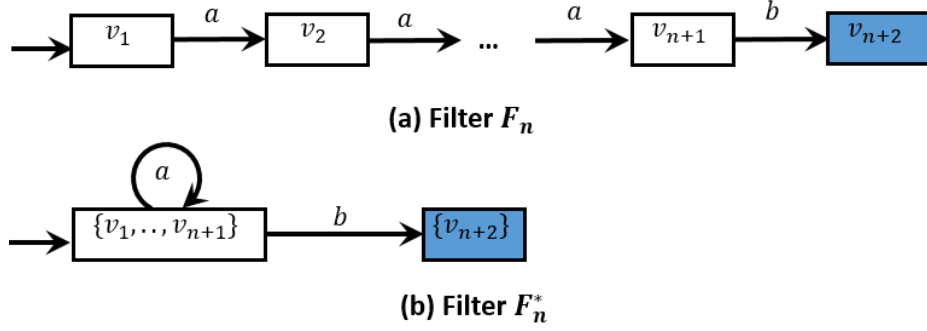 a a a b
v₁ v₂ ... vₙ₊₁ vₙ₊₂
(a) Filter Fₙ
a
b
{v₁,..,vₙ₊₁} {vₙ₊₂}
(b) Filter Fₙ*